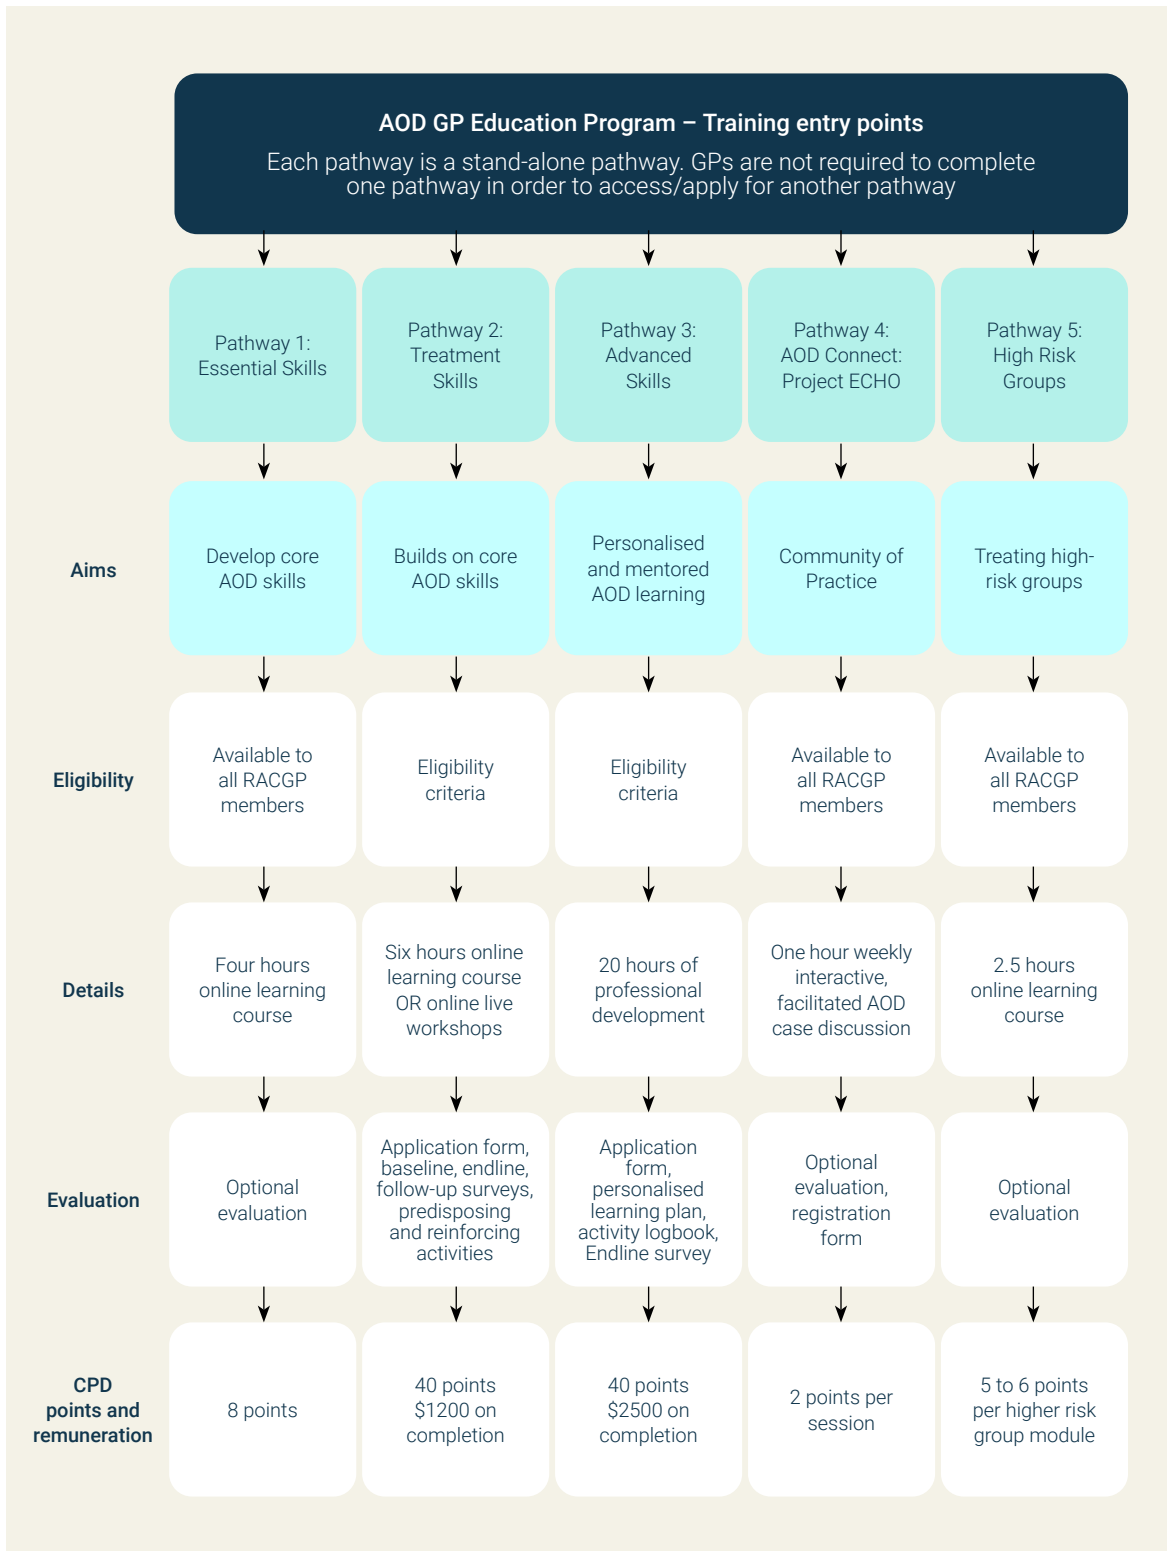 AOD GP Education Program – Training entry points
Each pathway is a stand-alone pathway. GPs are not required to complete
one pathway in order to access/apply for another pathway
Pathway 1:
Essential Skills
Pathway 2:
Treatment
Skills
Pathway 3:
Advanced
Skills
Pathway 4:
AOD Connect:
Project ECHO
Pathway 5:
High Risk
Groups
Aims
Develop core
AOD skills
Builds on core
AOD skills
Personalised
and mentored
AOD learning
Community of
Practice
Treating high-
risk groups
Eligibility
Available to
all RACGP
members
Eligibility
criteria
Eligibility
criteria
Available to
all RACGP
members
Available to
all RACGP
members
Details
Four hours
online learning
course
Six hours online
learning course
OR online live
workshops
20 hours of
professional
development
One hour weekly
interactive,
facilitated AOD
case discussion
2.5 hours
online learning
course
Evaluation
Optional
evaluation
Application form,
baseline, endline,
follow-up surveys,
predisposing
and reinforcing
activities
Application
form,
personalised
learning plan,
activity logbook,
Endline survey
Optional
evaluation,
registration
form
Optional
evaluation
CPD
points and
remuneration
8 points
40 points
$1200 on
completion
40 points
$2500 on
completion
2 points per
session
5 to 6 points
per higher risk
group module